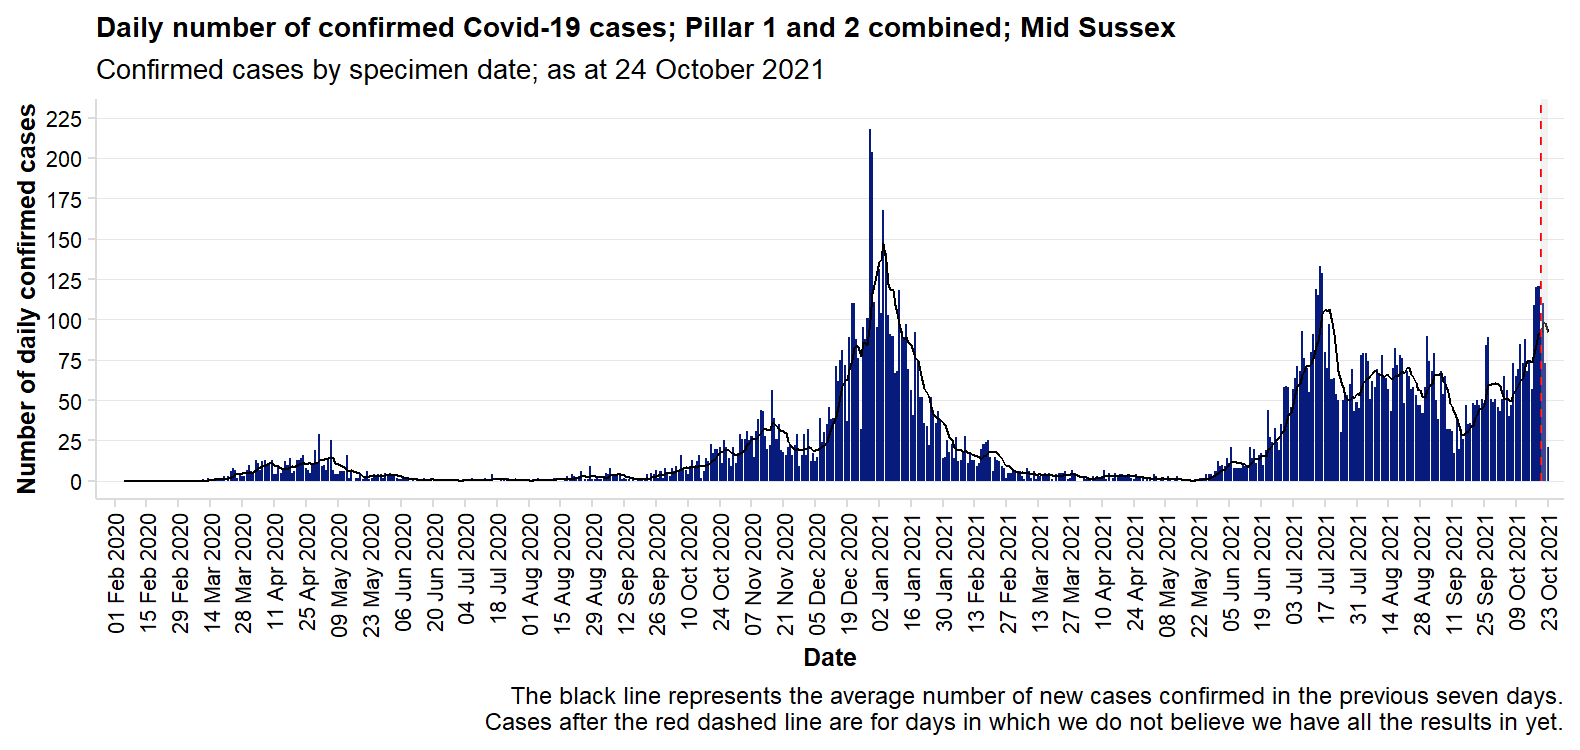 Daily number of confirmed Covid-19 cases; Pillar 1 and 2 combined; Mid Sussex
Confirmed cases by specimen date; as at 24 October 2021
Number of daily confirmed cases
225
200
175
150
125
100
75
50
25
0
01 Feb 2020
15 Feb 2020
29 Feb 2020
14 Mar 2020
28 Mar 2020
11 Apr 2020
25 Apr 2020
09 May 2020
23 May 2020
06 Jun 2020
20 Jun 2020
04 Jul 2020
18 Jul 2020
01 Aug 2020
15 Aug 2020
29 Aug 2020
12 Sep 2020
26 Sep 2020
10 Oct 2020
24 Oct 2020
07 Nov 2020
21 Nov 2020
05 Dec 2020
19 Dec 2020
02 Jan 2021
16 Jan 2021
30 Jan 2021
13 Feb 2021
27 Feb 2021
13 Mar 2021
27 Mar 2021
10 Apr 2021
24 Apr 2021
08 May 2021
22 May 2021
05 Jun 2021
19 Jun 2021
03 Jul 2021
17 Jul 2021
31 Jul 2021
14 Aug 2021
28 Aug 2021
11 Sep 2021
25 Sep 2021
09 Oct 2021
23 Oct 2021
Date
The black line represents the average number of new cases confirmed in the previous seven days.
Cases after the red dashed line are for days in which we do not believe we have all the results in yet.